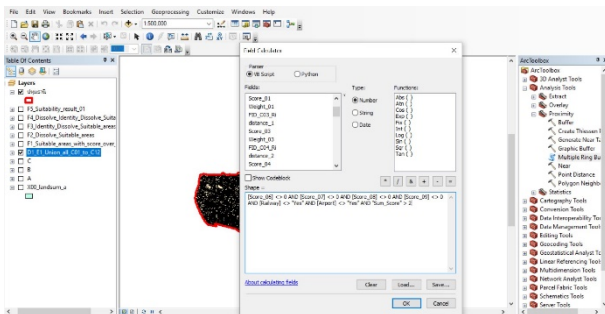 File Edit View Bookmarks Insert Selection Geoprocessing Customize Windows Help
1:500,000
Table Of Contents
Layers
F5_Suitability_result_01
F4_Dissolve_Identity_Dissolve_Suita
F3_Identity_Dissolve_Suitable_areas
F2_Dissolve_Suitable_areas
F1_Suitable_areas_with_score_over_
D1_E1_Union_all_C01_to_C12
C
B
A
X00_landuse_a
Field Calculator
Parser
VB Script Python
Fields:
Score_01
Weight_01
FID_C03_Ri
distance_1
Score_03
Weight_03
FID_C04_Ri
distance_2
Score_04
Type:
Number
String
Date
Functions:
Abs ( )
Atn ( )
Cos ( )
Exp ( )
Fix ( )
Int ( )
Log ( )
Sin ( )
Sqr ( )
Tan ( )
Show Codeblock
* / & + - =
Shape =
[Score_06] <> 0 AND [Score_07] <> 0 AND [Score_08] <> 0 AND [Score_09] <> 0
AND [Railway] <> "Yes" AND [Airport] <> "Yes" AND "Sum_Score" > 2
About calculating fields
Clear Load... Save...
OK Cancel
ArcToolbox
ArcToolbox
3D Analyst Tools
Analysis Tools
Extract
Overlay
Proximity
Buffer
Create Thiessen
Generate Near Ta
Graphic Buffer
Multiple Ring Bu
Near
Point Distance
Polygon Neighbo
Statistics
Cartography Tools
Conversion Tools
Data Interoperability Too
Data Management Tools
Editing Tools
Geocoding Tools
Geostatistical Analyst To
Linear Referencing Tools
Multidimension Tools
Network Analyst Tools
Parcel Fabric Tools
Schematics Tools
Server Tools